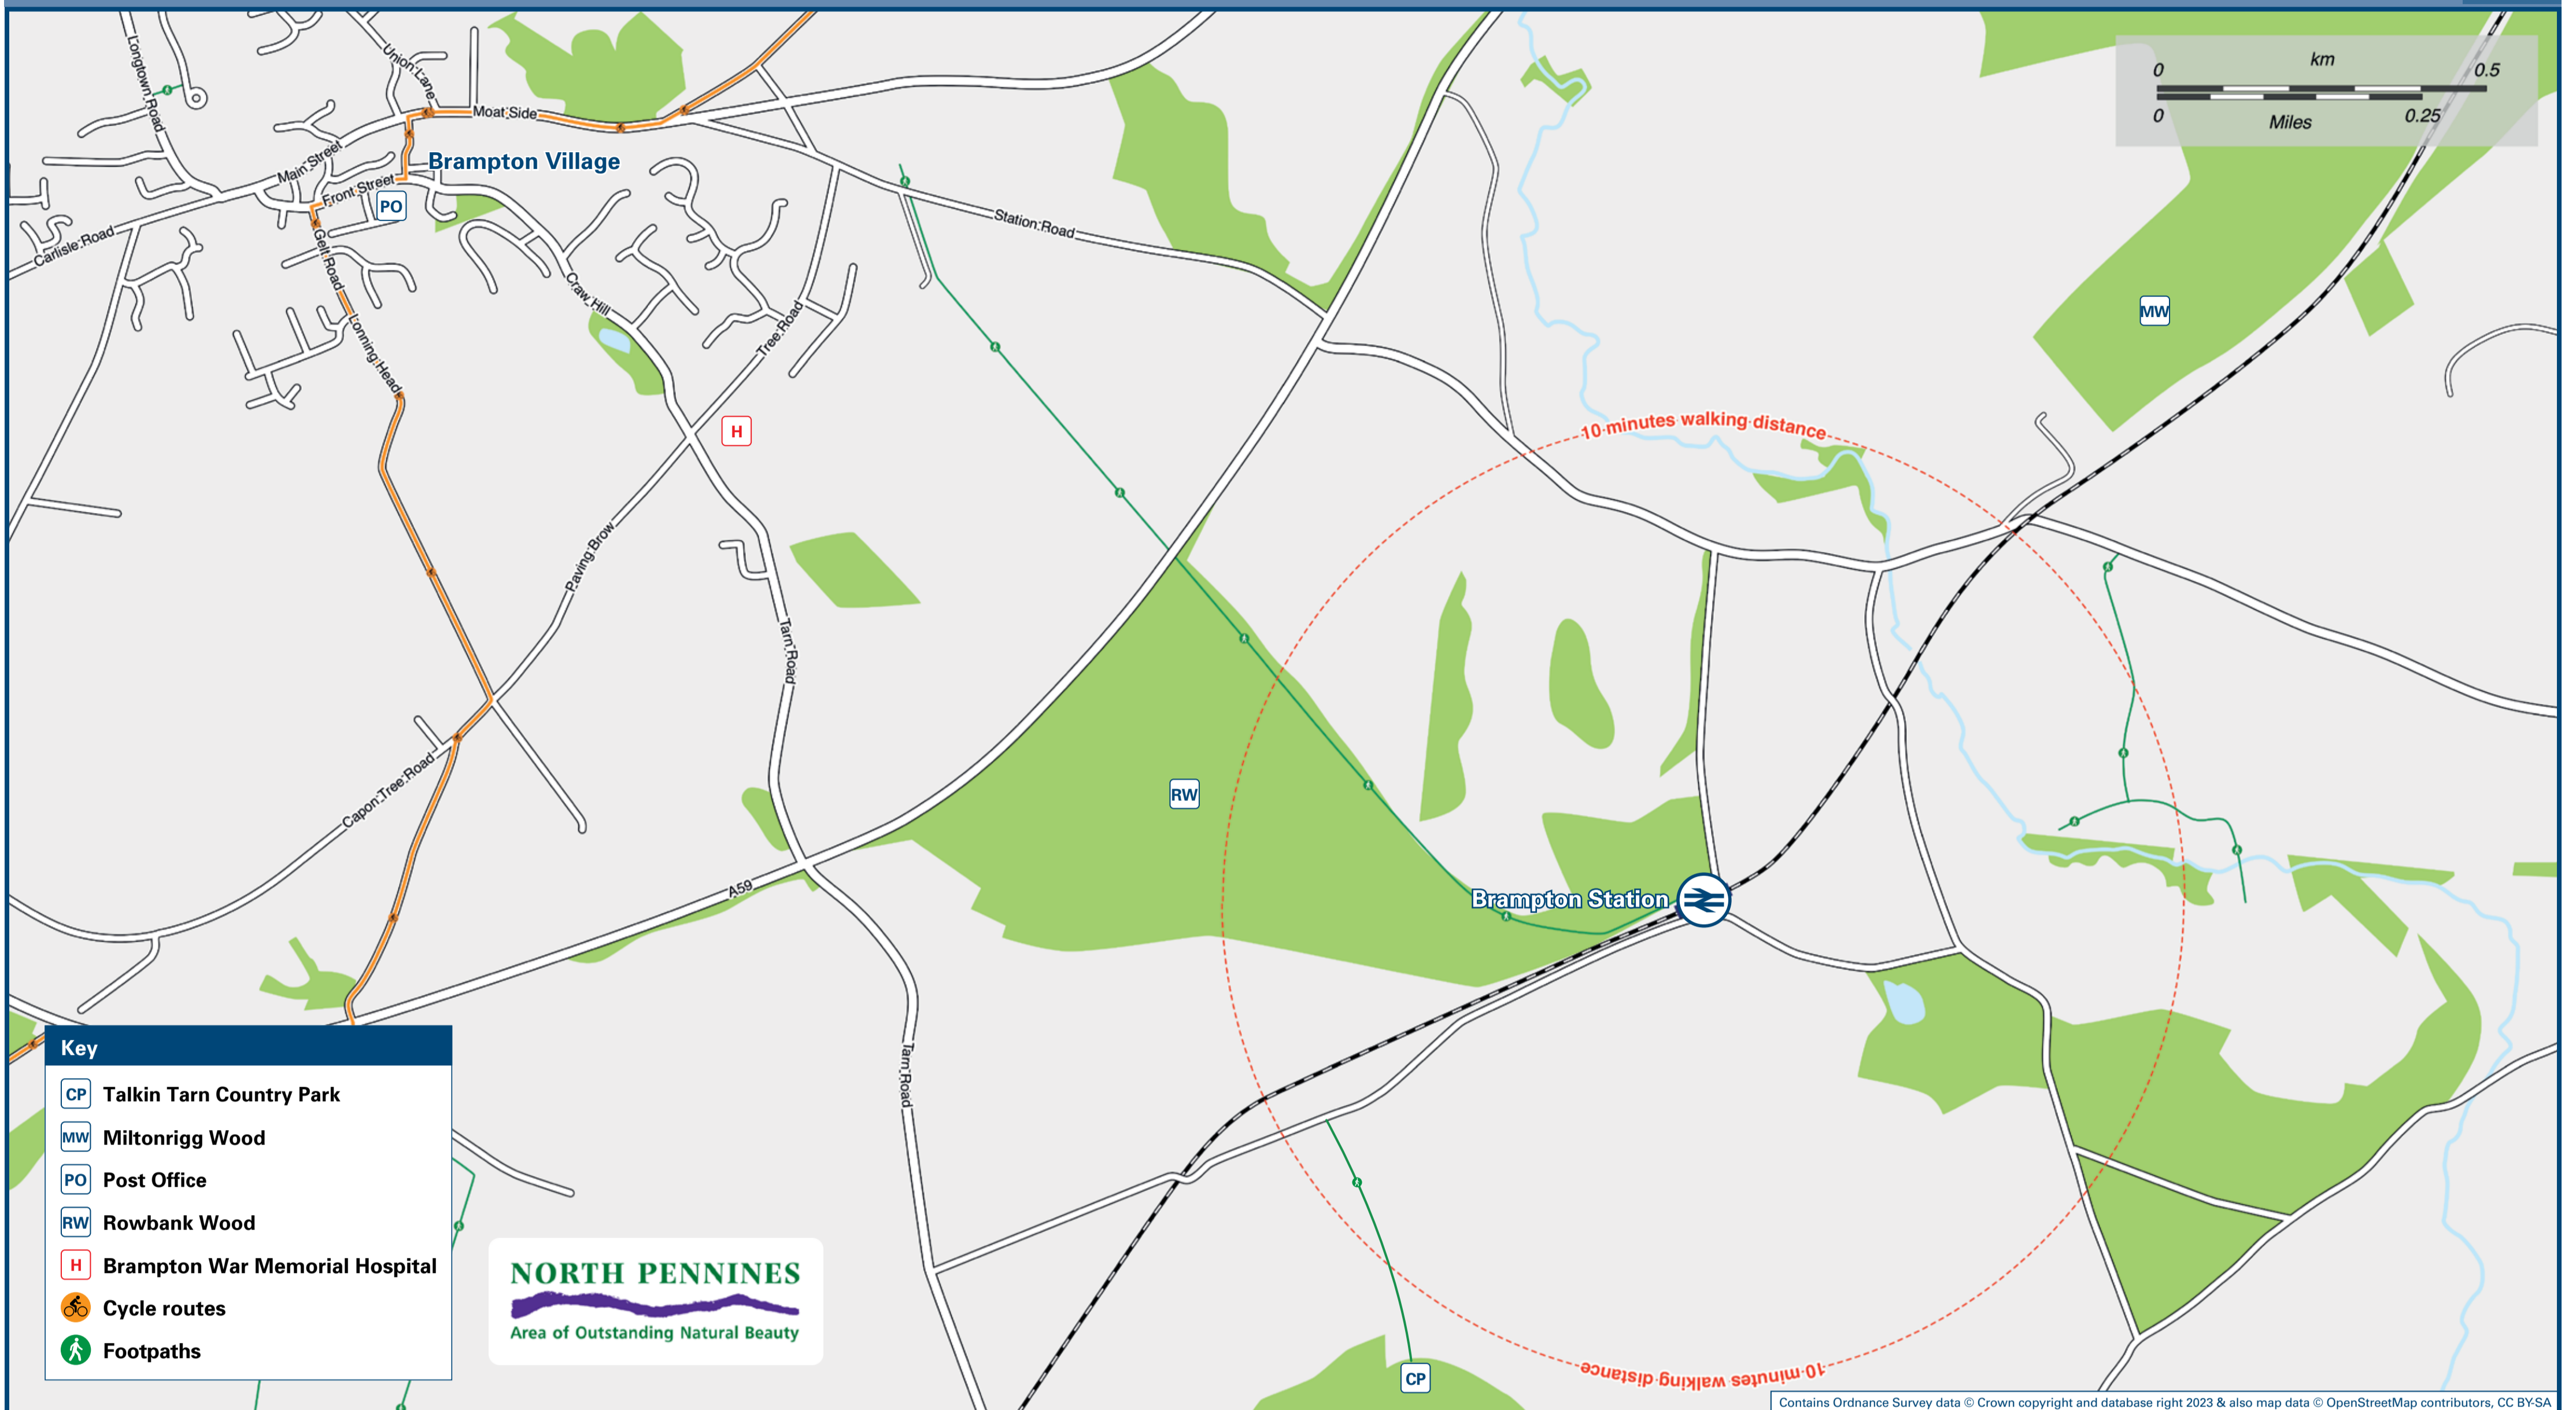 Longtown Road
Union Lane
Moat Side
Main Street
Brampton Village
Front Street
PO
Carlisle Road
Gelt Road
Lonning Head
Craw Hill
Tree Road
Station Road
H
Paving Brow
Tarn Road
Capon Tree Road
A59
Tarn Road
RW
MW
km
0 0.5
0 0.25
Miles
10 minutes walking distance
Brampton Station
10 minutes walking distance
CP
Key
CP Talkin Tarn Country Park
MW Miltonrigg Wood
PO Post Office
RW Rowbank Wood
H Brampton War Memorial Hospital
Cycle routes
Footpaths
NORTH PENNINES
Area of Outstanding Natural Beauty
Contains Ordnance Survey data © Crown copyright and database right 2023 & also map data © OpenStreetMap contributors, CC BY-SA